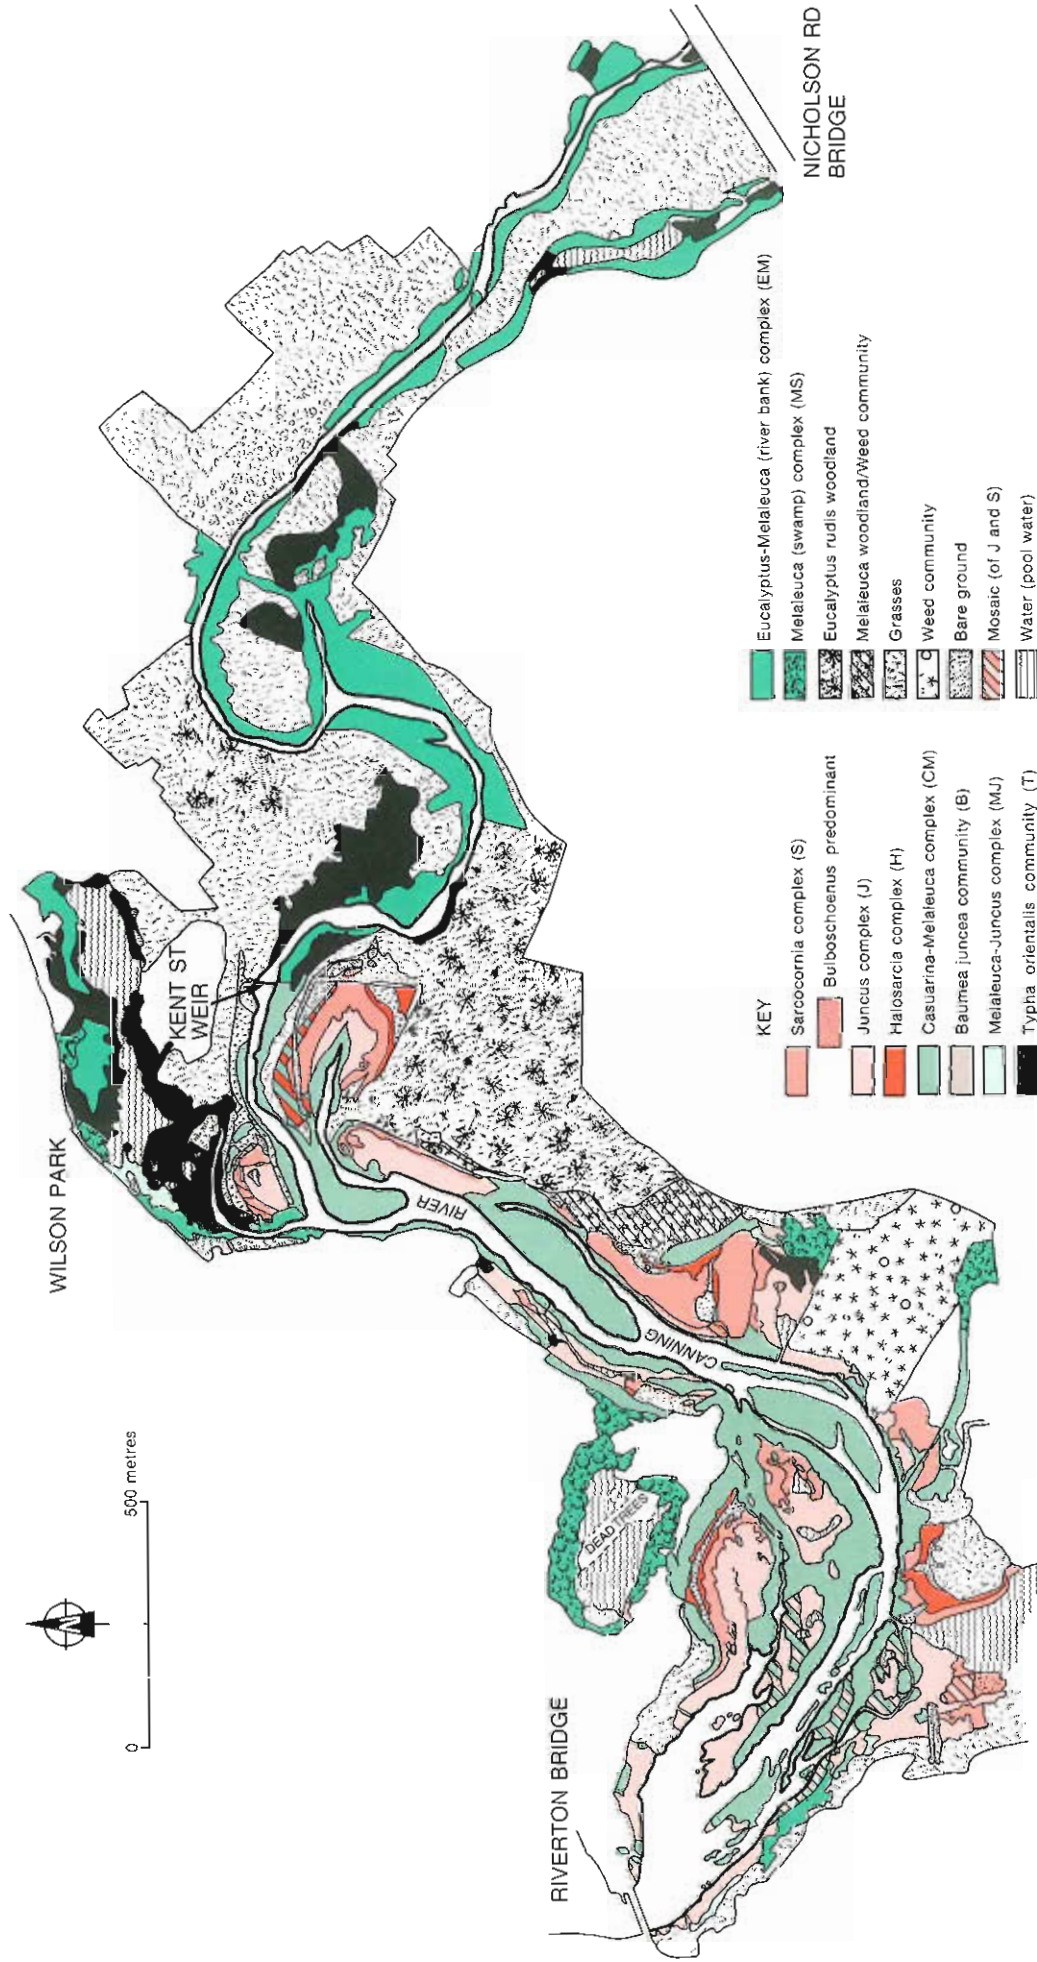 WILSON PARK
KENT ST
WEIR
NICHOLSON RD
BRIDGE
RIVERTON BRIDGE
CANNING
RIVER
DEAD TREES
N
0
500 metres
KEY
Sarcocornia complex (S)
Bulboschoenus predominant
Juncus complex (J)
Halosarcia complex (H)
Casuarina-Melaleuca complex (CM)
Baumea juncea community (B)
Melaleuca-Juncus complex (MJ)
Typha orientalis community (T)
Eucalyptus-Melaleuca (river bank) complex (EM)
Melaleuca (swamp) complex (MS)
Eucalyptus rudis woodland
Melaleuca woodland/Weed community
Grasses
Weed community
Bare ground
Mosaic (of J and S)
Water (pool water)